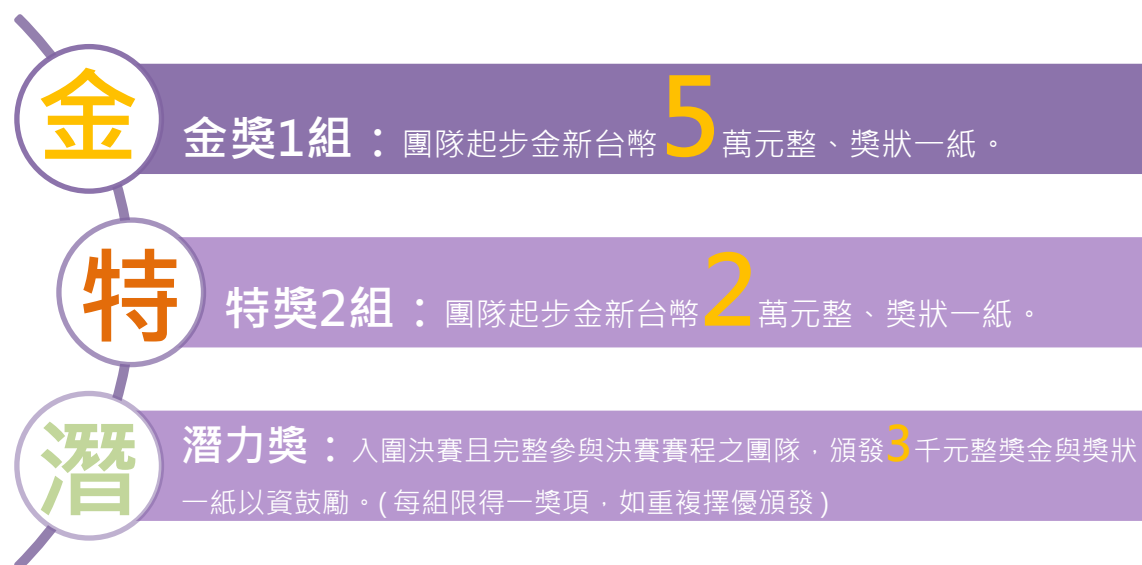 金
金獎1組：團隊起步金新台幣5萬元整、獎狀一紙。
特
特獎2組：團隊起步金新台幣2萬元整、獎狀一紙。
潛
潛力獎：入圍決賽且完整參與決賽賽程之團隊，頒發3千元整獎金與獎狀
一紙以資鼓勵。(每組限得一獎項，如重複擇優頒發)